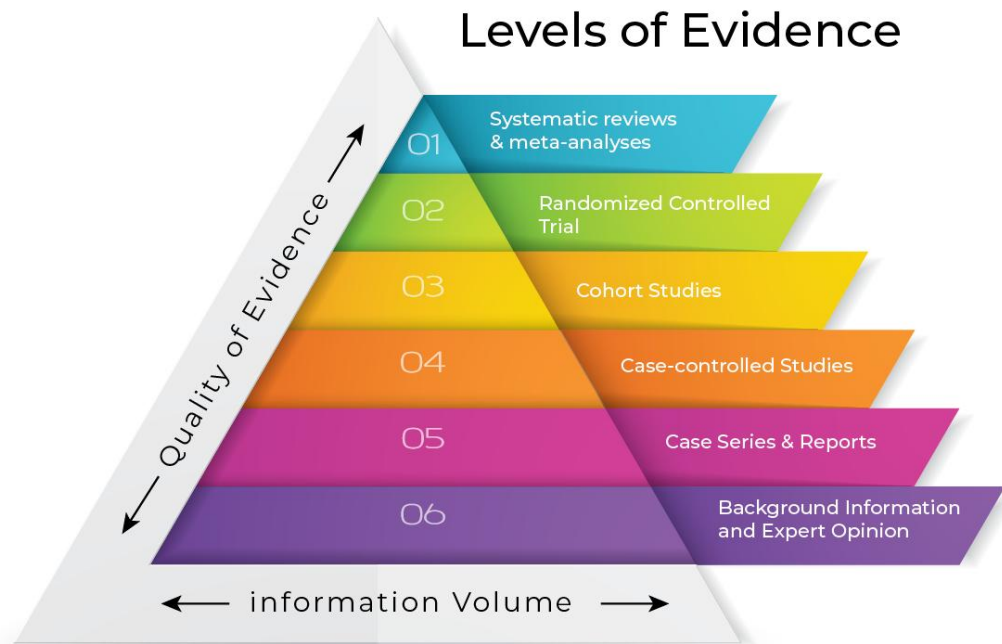 Levels of Evidence
01
Systematic reviews
& meta-analyses
02
Randomized Controlled
Trial
03
Cohort Studies
04
Case-controlled Studies
05
Case Series & Reports
06
Background Information
and Expert Opinion
Quality of Evidence
information Volume